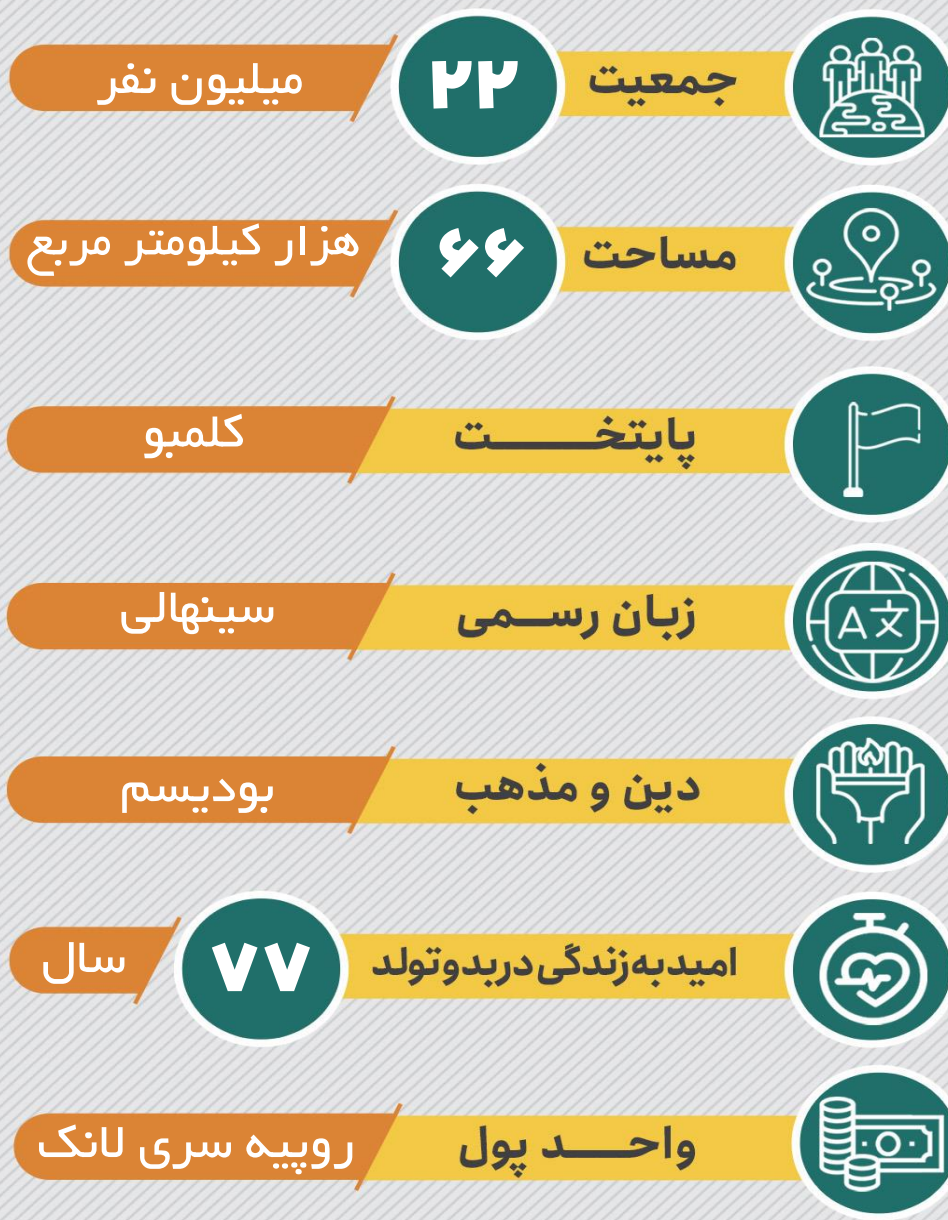 جمعیت ۲۲ میلیون نفر
مساحت ۶۶ هزار کیلومتر مربع
پایتخـــــت کلمبو
زبان رســمی سینهالی
دین و مذهب بودیسم
امیدبه‌زندگی‌دربدوتولد ۷۷ سال
واحـــد پول روپیه سری لانک